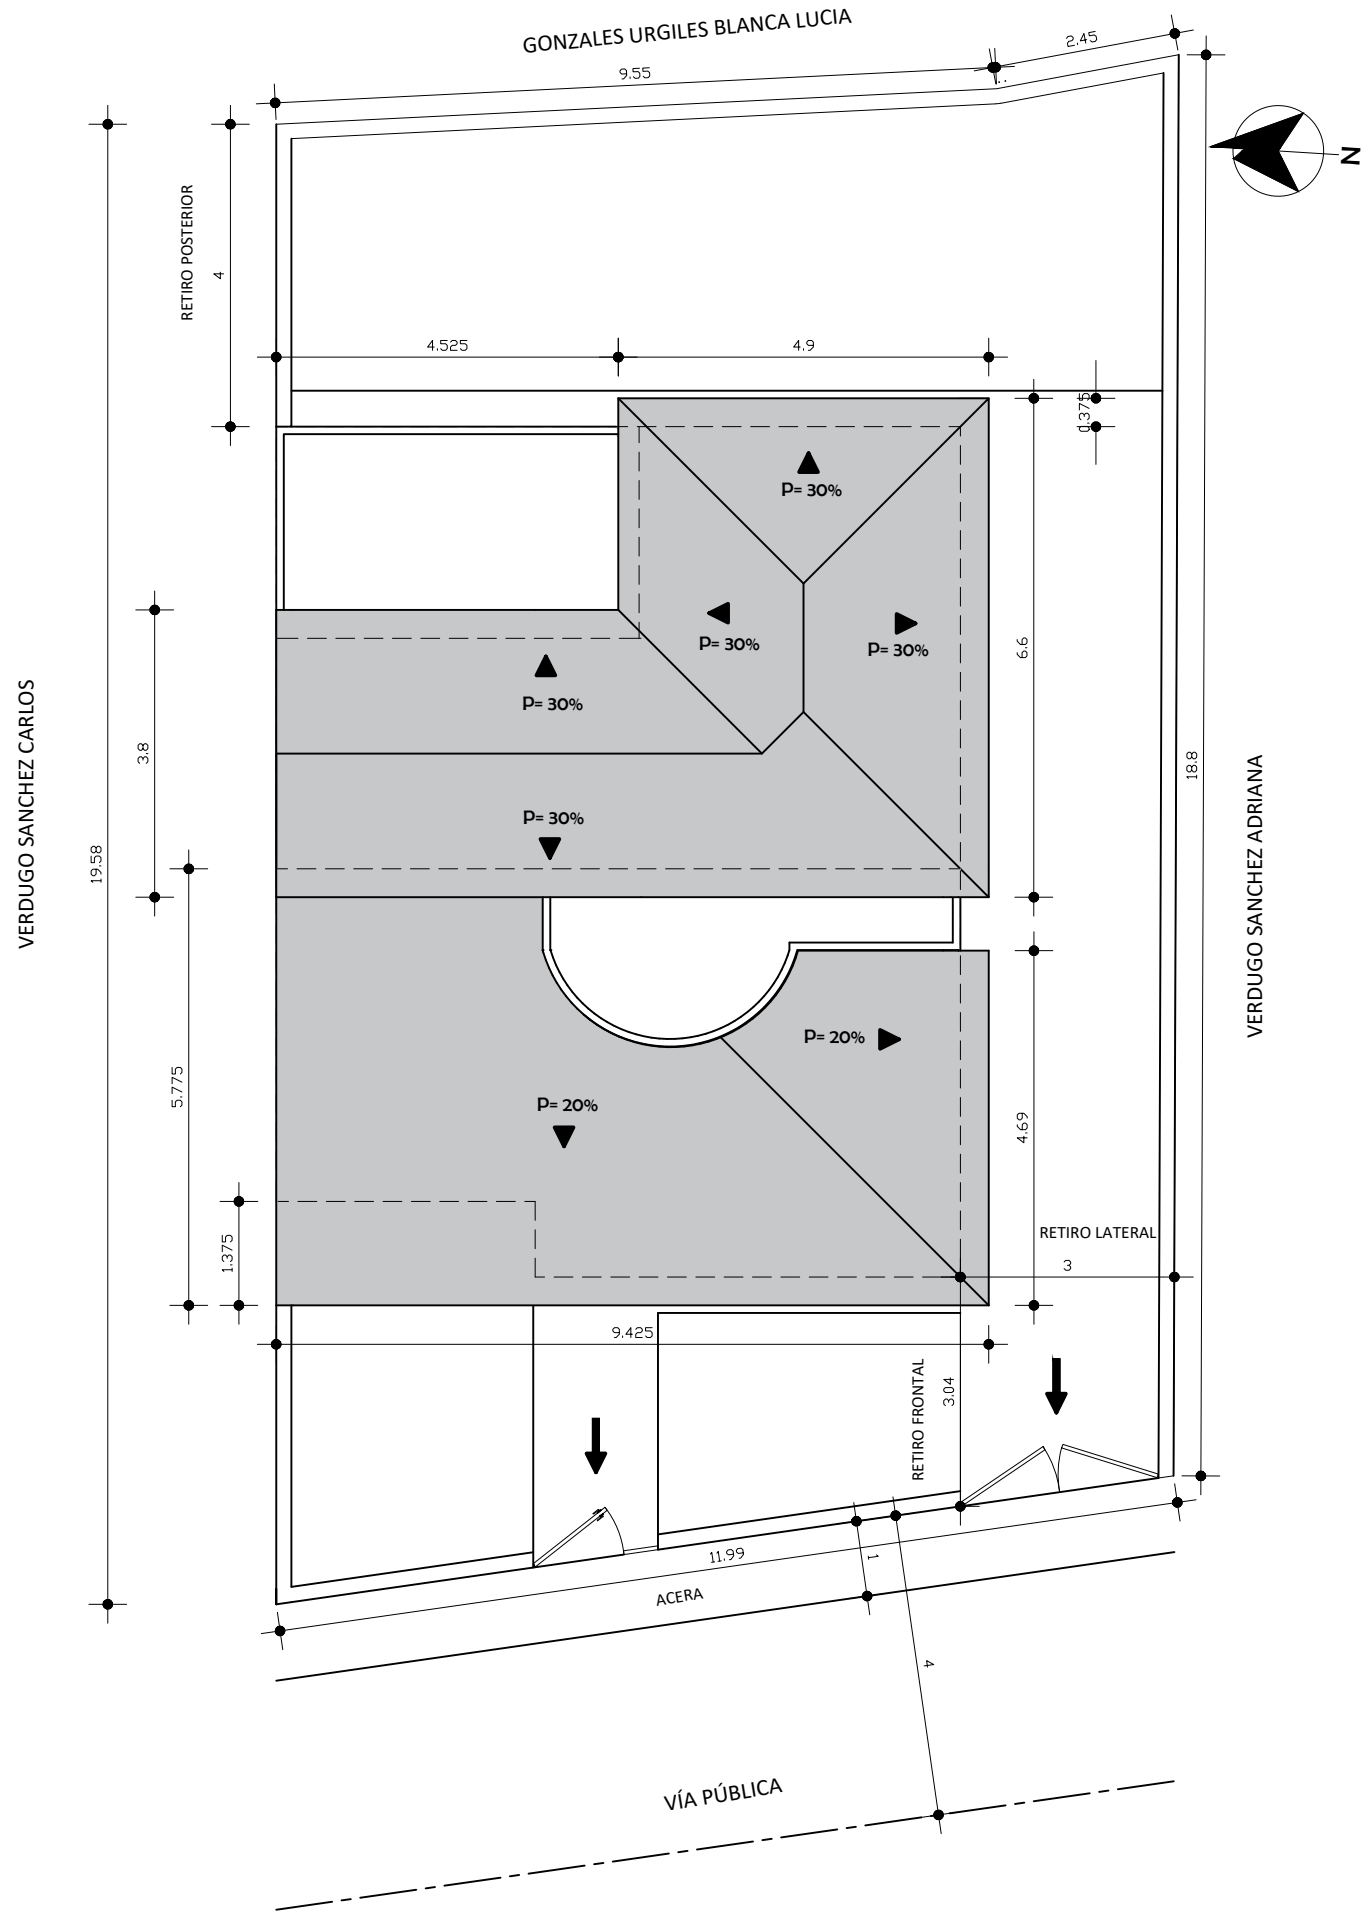 GONZALES URGILES BLANCA LUCIA
2.45
9.55
N
RETIRO POSTERIOR
4
4.525
4.9
0.375
P= 30%
P= 30%
P= 30%
6.6
P= 30%
VERDUGO SANCHEZ CARLOS
3.8
19.58
18.8
VERDUGO SANCHEZ ADRIANA
P= 30%
P= 20%
5.775
P= 20%
4.69
1.375
RETIRO LATERAL
3
9.425
RETIRO FRONTAL
3.04
11.99
1
ACERA
4
VÍA PÚBLICA